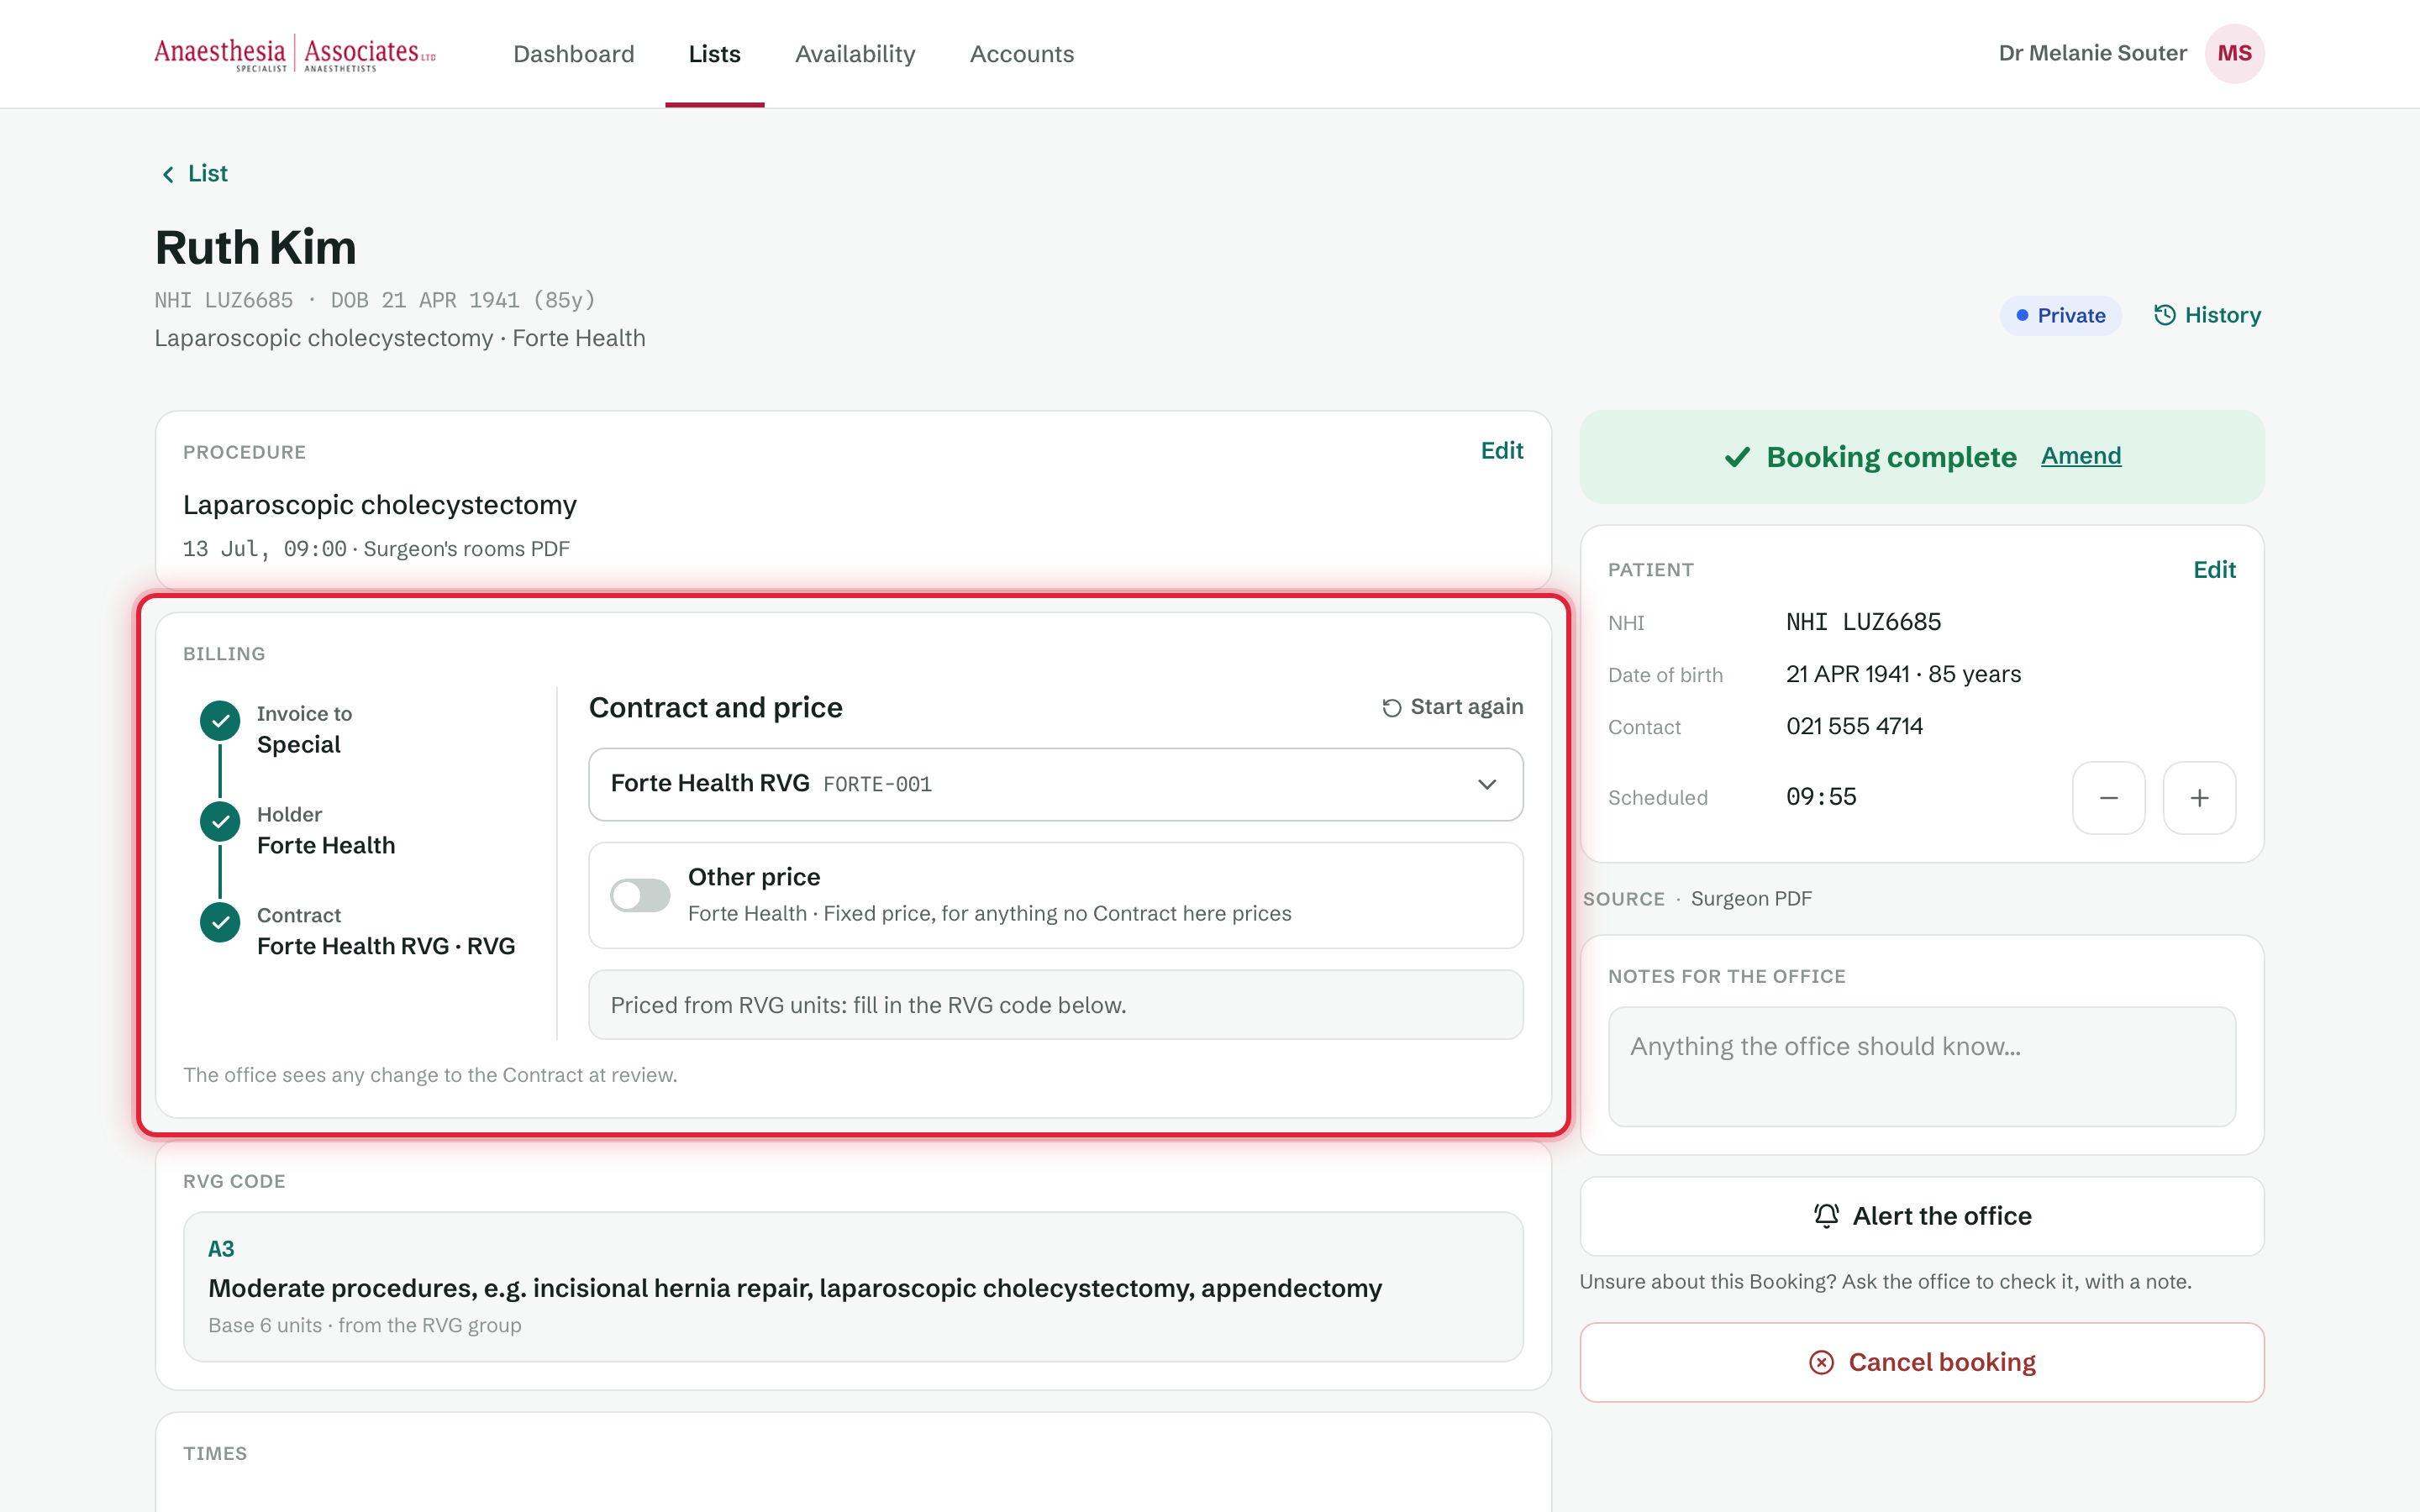 Anaesthesia | Associates LTD
SPECIALIST ANAESTHETISTS
Dashboard
Lists
Availability
Accounts
Dr Melanie Souter
MS
List
Ruth Kim
NHI LUZ6685 · DOB 21 APR 1941 (85y)
Laparoscopic cholecystectomy · Forte Health
Private
History
PROCEDURE
Edit
Laparoscopic cholecystectomy
13 Jul, 09:00 · Surgeon's rooms PDF
BILLING
Invoice to
Special
Holder
Forte Health
Contract
Forte Health RVG · RVG
Contract and price
Start again
Forte Health RVG FORTE-001
Other price
Forte Health · Fixed price, for anything no Contract here prices
Priced from RVG units: fill in the RVG code below.
The office sees any change to the Contract at review.
RVG CODE
A3
Moderate procedures, e.g. incisional hernia repair, laparoscopic cholecystectomy, appendectomy
Base 6 units · from the RVG group
TIMES
Booking complete Amend
PATIENT
Edit
NHI NHI LUZ6685
Date of birth 21 APR 1941 · 85 years
Contact 021 555 4714
Scheduled 09:55
SOURCE · Surgeon PDF
NOTES FOR THE OFFICE
Anything the office should know...
Alert the office
Unsure about this Booking? Ask the office to check it, with a note.
Cancel booking